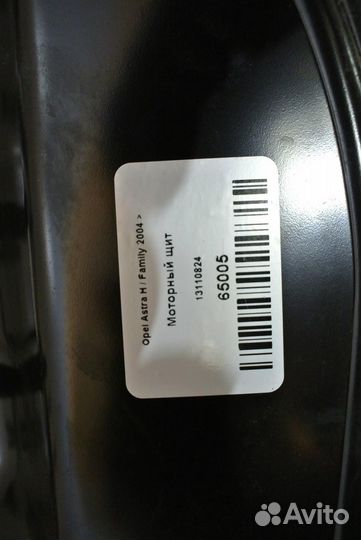 Opel Astra H / Family 2004 >
Моторный щит
13110824
65005
Avito